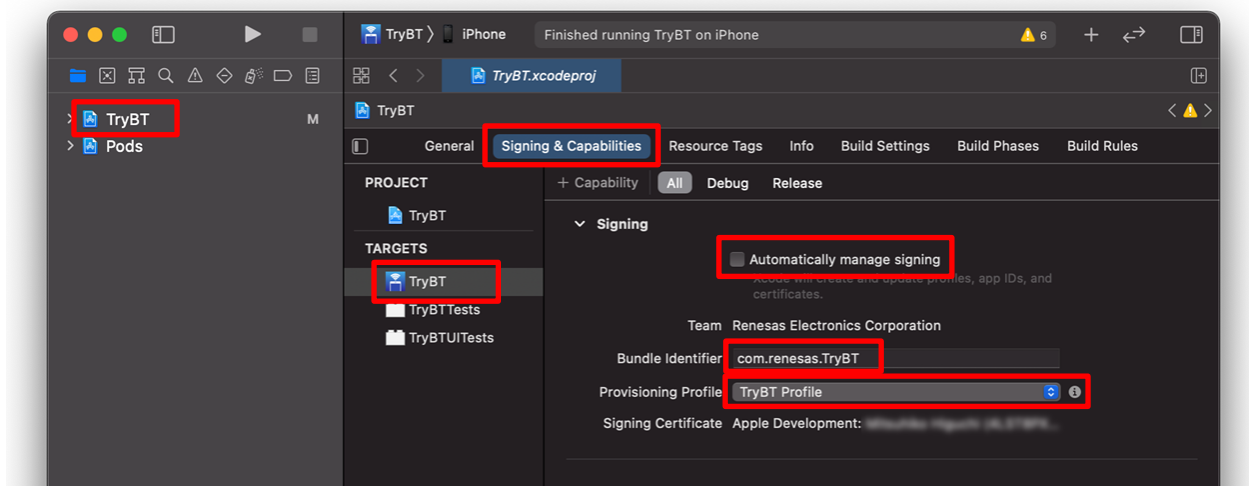 TryBT
iPhone
Finished running TryBT on iPhone
6
TryBT.xcodeproj
TryBT
M
Pods
TryBT
General
Signing & Capabilities
Resource Tags
Info
Build Settings
Build Phases
Build Rules
PROJECT
TryBT
TARGETS
TryBT
TryBTTests
TryBTUITests
+ Capability
All
Debug
Release
Signing
Automatically manage signing
Xcode will create and update profiles, app IDs, and
certificates.
Team Renesas Electronics Corporation
Bundle Identifier com.renesas.TryBT
Provisioning Profile TryBT Profile
Signing Certificate Apple Development: